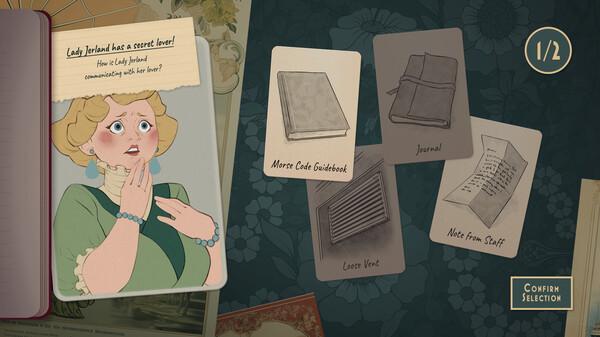 Lady Jerland has a secret lover!
How is Lady Jerland
communicating with her lover?
1/2
Morse Code Guidebook
Journal
Loose Vent
Note from Staff
Confirm
Selection